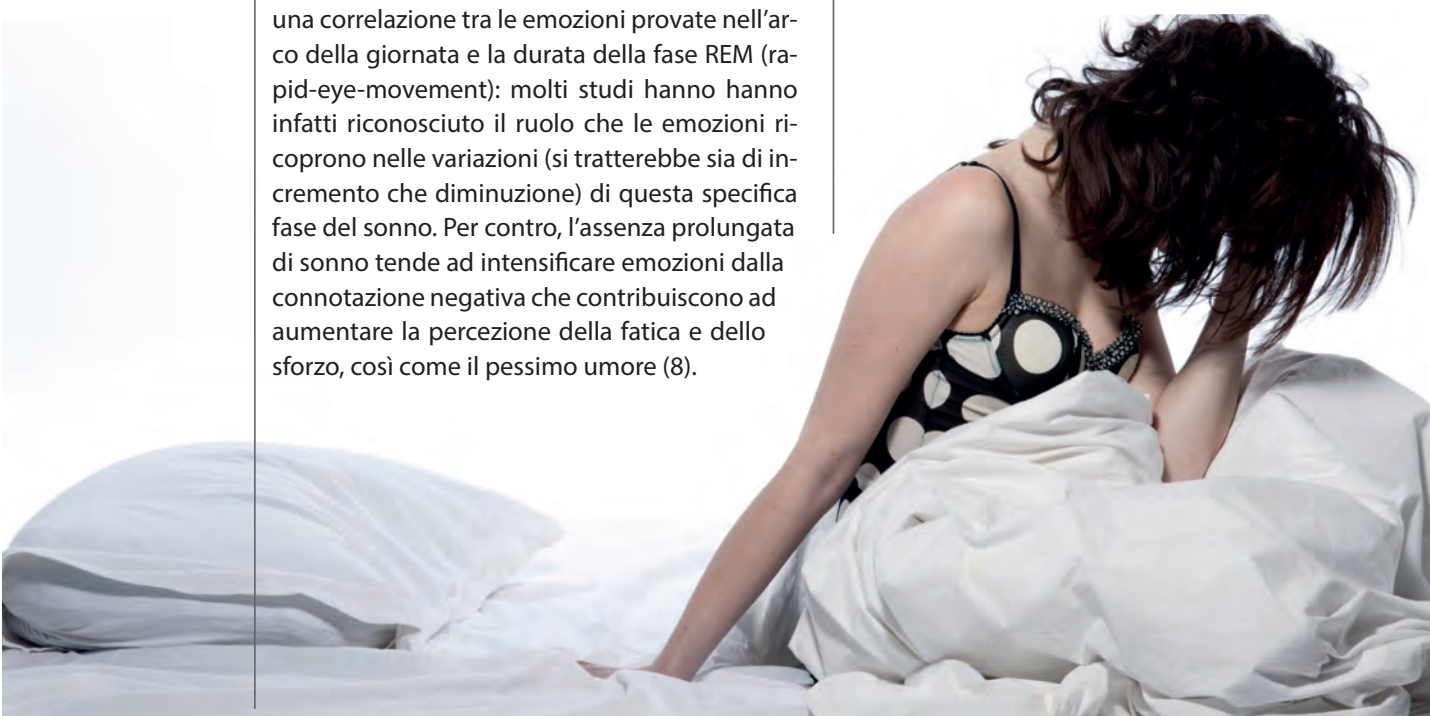 una correlazione tra le emozioni provate nell’ar-
co della giornata e la durata della fase REM (ra-
pid-eye-movement): molti studi hanno hanno
infatti riconosciuto il ruolo che le emozioni ri-
coprono nelle variazioni (si tratterebbe sia di in-
cremento che diminuzione) di questa specifica
fase del sonno. Per contro, l’assenza prolungata
di sonno tende ad intensificare emozioni dalla
connotazione negativa che contribuiscono ad
aumentare la percezione della fatica e dello
sforzo, così come il pessimo umore (8).